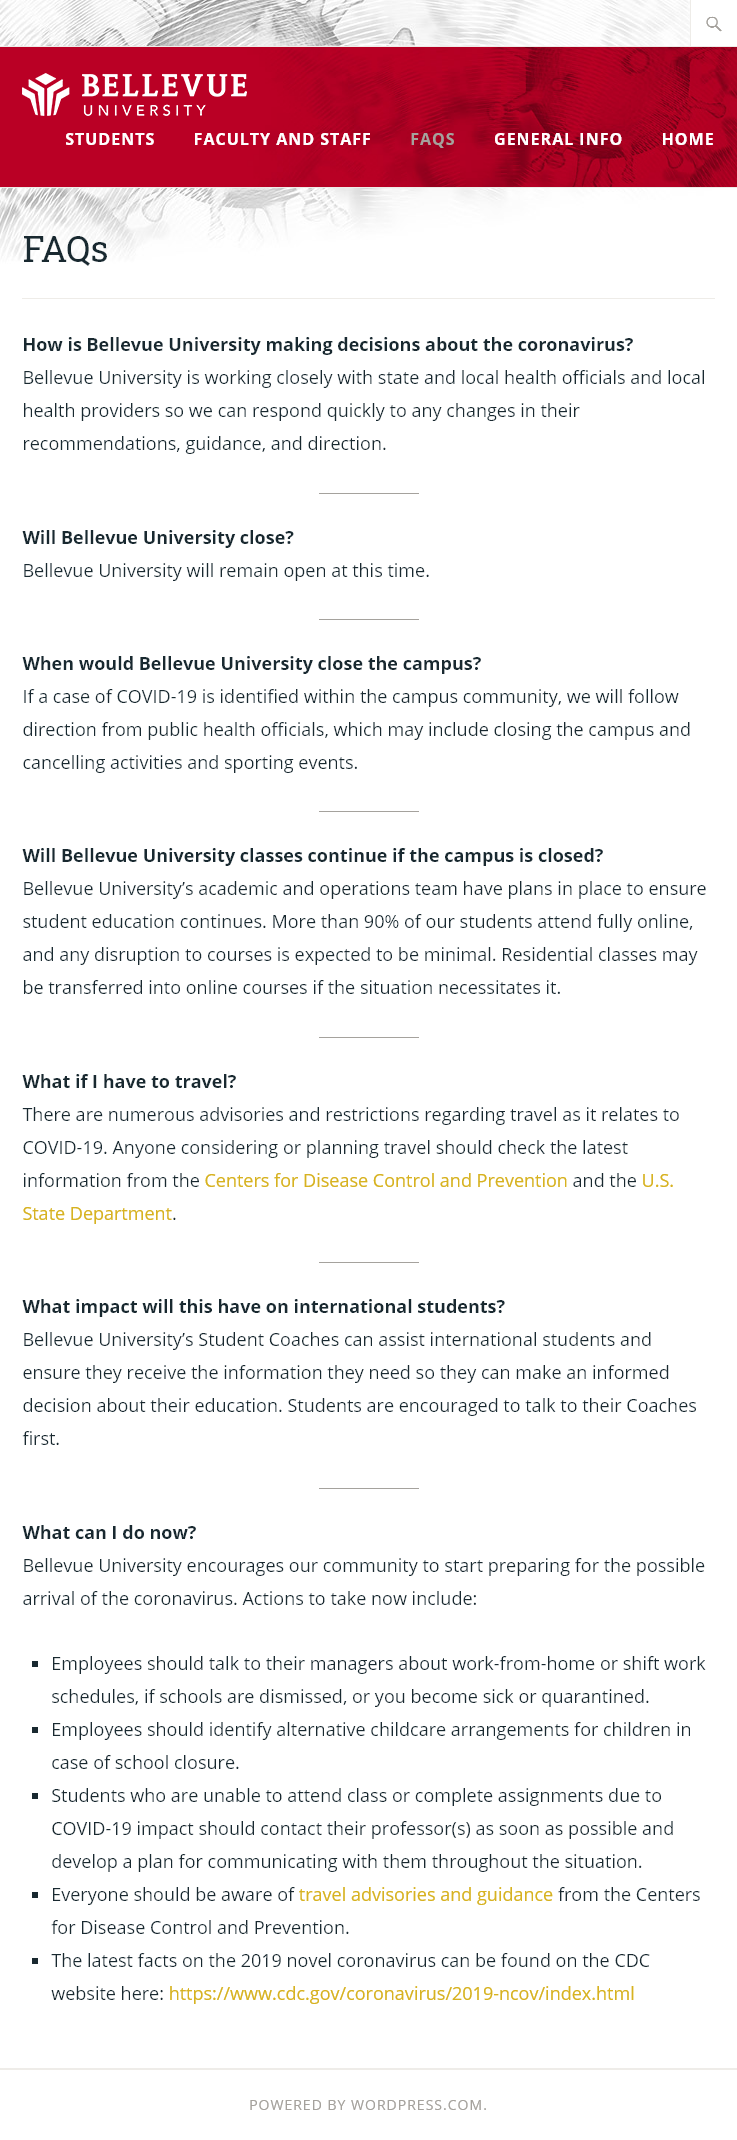 BELLEVUE
UNIVERSITY
STUDENTS FACULTY AND STAFF FAQS GENERAL INFO HOME
FAQs
How is Bellevue University making decisions about the coronavirus?
Bellevue University is working closely with state and local health officials and local
health providers so we can respond quickly to any changes in their
recommendations, guidance, and direction.
Will Bellevue University close?
Bellevue University will remain open at this time.
When would Bellevue University close the campus?
If a case of COVID-19 is identified within the campus community, we will follow
direction from public health officials, which may include closing the campus and
cancelling activities and sporting events.
Will Bellevue University classes continue if the campus is closed?
Bellevue University’s academic and operations team have plans in place to ensure
student education continues. More than 90% of our students attend fully online,
and any disruption to courses is expected to be minimal. Residential classes may
be transferred into online courses if the situation necessitates it.
What if I have to travel?
There are numerous advisories and restrictions regarding travel as it relates to
COVID-19. Anyone considering or planning travel should check the latest
information from the Centers for Disease Control and Prevention and the U.S.
State Department.
What impact will this have on international students?
Bellevue University’s Student Coaches can assist international students and
ensure they receive the information they need so they can make an informed
decision about their education. Students are encouraged to talk to their Coaches
first.
What can I do now?
Bellevue University encourages our community to start preparing for the possible
arrival of the coronavirus. Actions to take now include:
Employees should talk to their managers about work-from-home or shift work
schedules, if schools are dismissed, or you become sick or quarantined.
Employees should identify alternative childcare arrangements for children in
case of school closure.
Students who are unable to attend class or complete assignments due to
COVID-19 impact should contact their professor(s) as soon as possible and
develop a plan for communicating with them throughout the situation.
Everyone should be aware of travel advisories and guidance from the Centers
for Disease Control and Prevention.
The latest facts on the 2019 novel coronavirus can be found on the CDC
website here: https://www.cdc.gov/coronavirus/2019-ncov/index.html
POWERED BY WORDPRESS.COM.